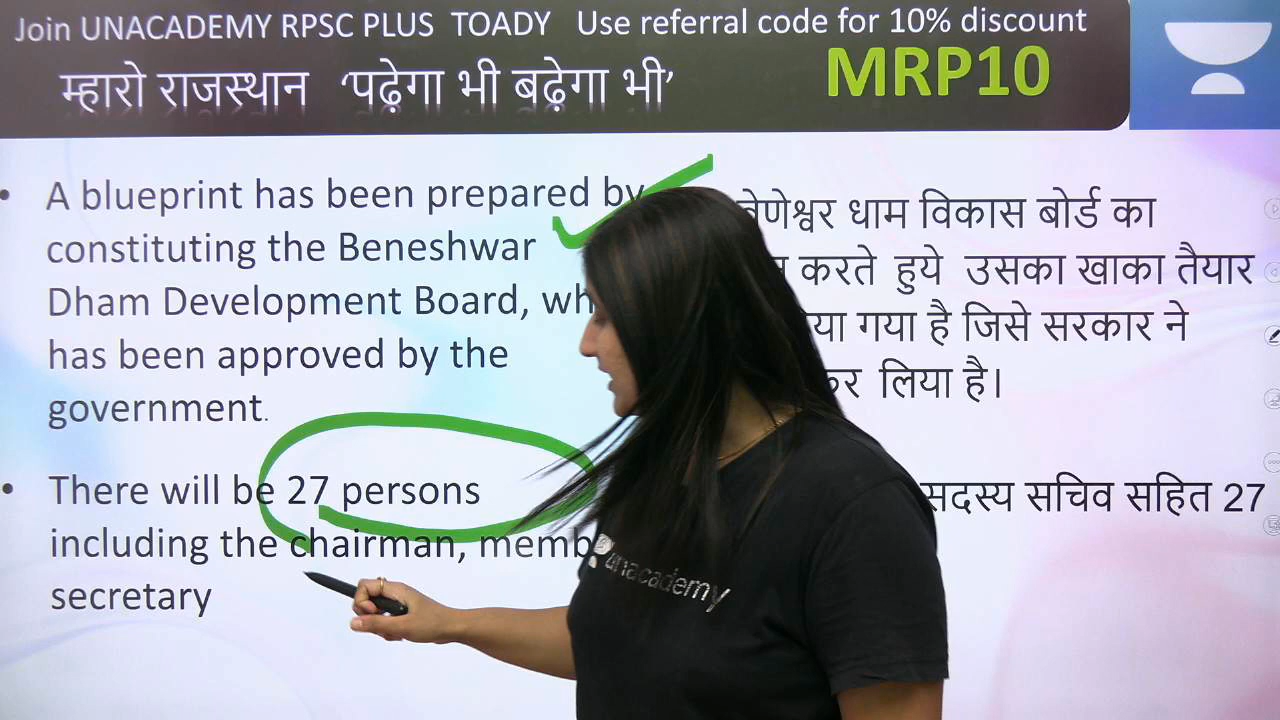 Join UNACADEMY RPSC PLUS TOADY Use referral code for 10% discount
म्हारो राजस्थान ‘पढ़ेगा भी बढ़ेगा भी’ MRP10
• A blueprint has been prepared by
constituting the Beneshwar
Dham Development Board,
has been approved by the
government.
• There will be 27 persons
including the chairman,
secretary
धाम विकास बोर्ड का
करते हुये उसका खाका तैयार
गया है जिसे सरकार ने
लिया है।
सदस्य सचिव सहित 27
unacademy